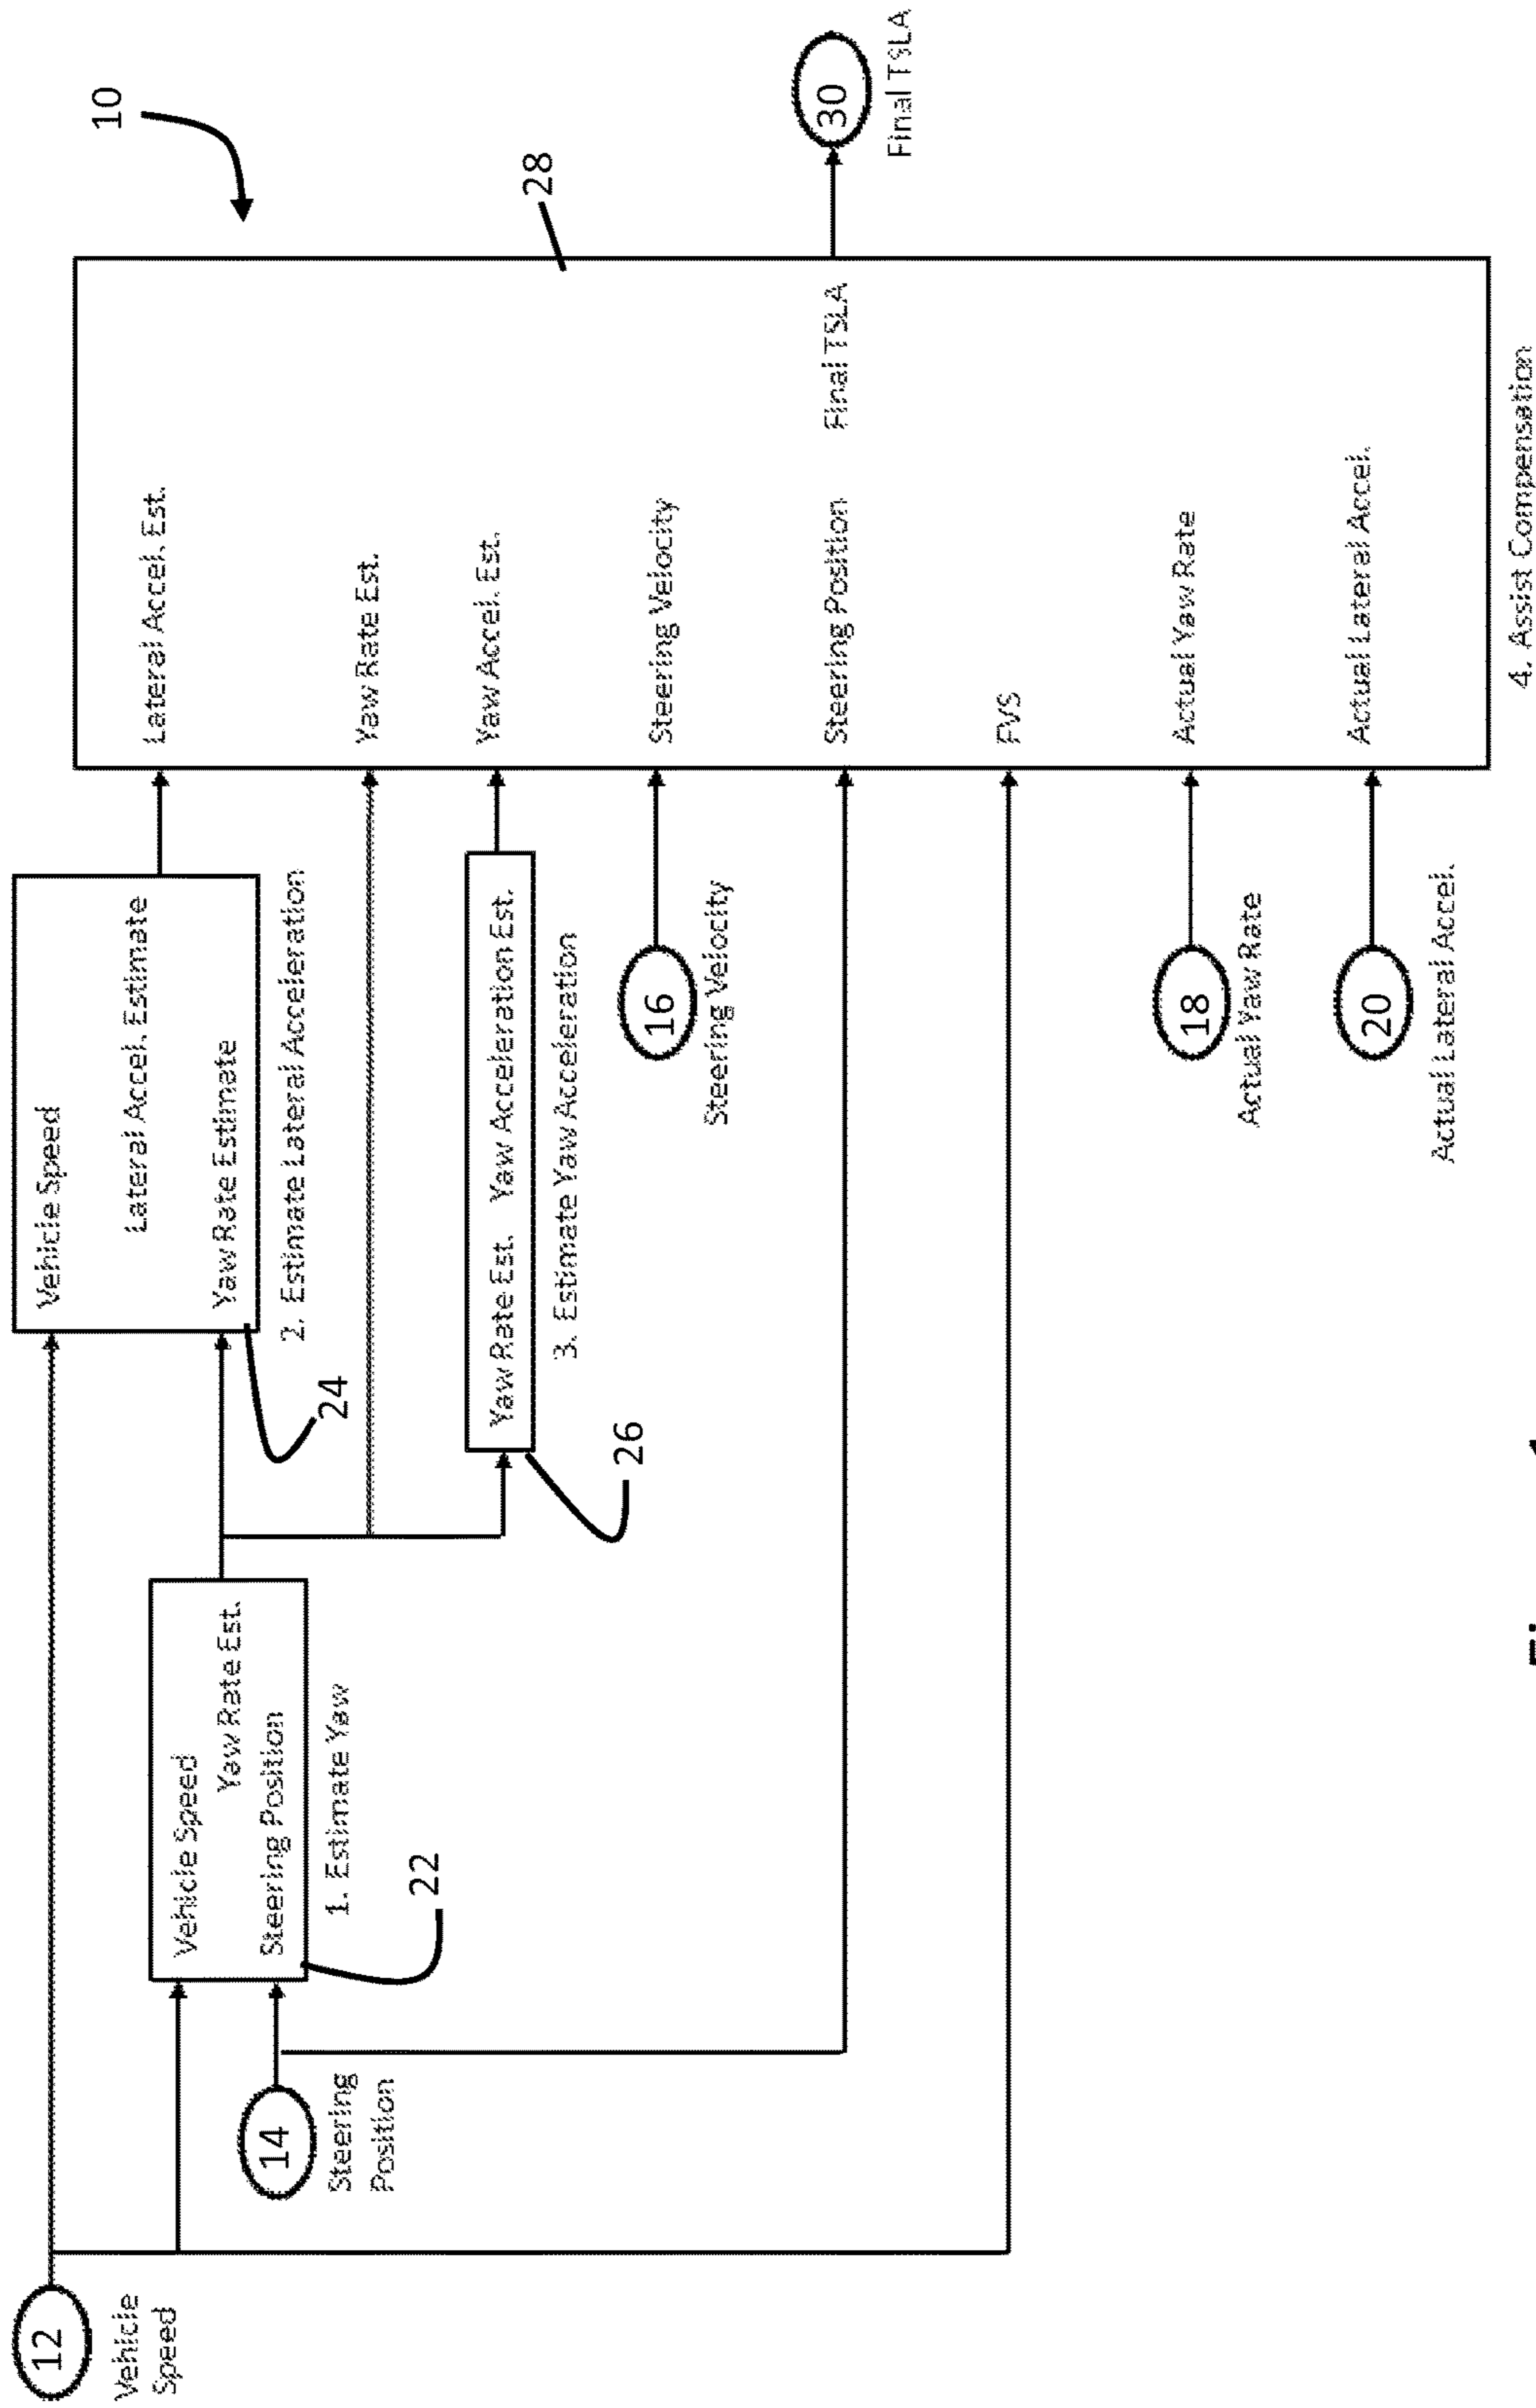 10
12
Vehicle
Speed
14
Steering
Position
Vehicle Speed
Yaw Rate Est.
Steering Position
1. Estimate Yaw
22
Vehicle Speed
Lateral Accel. Estimate
Yaw Rate Estimate
2. Estimate Lateral Acceleration
24
Yaw Rate Est. Yaw Acceleration Est.
3. Estimate Yaw Acceleration
26
16
Steering Velocity
18
Actual Yaw Rate
20
Actual Lateral Accel.
Lateral Accel. Est.
Yaw Rate Est.
Yaw Accel. Est.
Steering Velocity
Steering Position Final TSLA
FVS
Actual Yaw Rate
Actual Lateral Accel.
4. Assist Compensation
28
30
Final TSLA